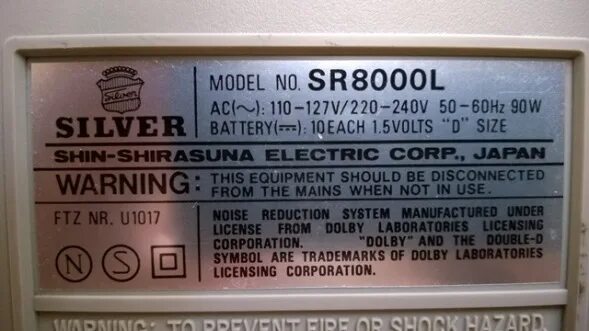 Silver
SILVER
MODEL NO. SR8000L
AC(~): 110-127V/220-240V 50-60Hz 90W
BATTERY(⎓): 10EACH 1.5VOLTS "D" SIZE
SHIN-SHIRASUNA ELECTRIC CORP., JAPAN
WARNING: THIS EQUIPMENT SHOULD BE DISCONNECTED
FROM THE MAINS WHEN NOT IN USE.
FTZ NR. U1017
N S
NOISE REDUCTION SYSTEM MANUFACTURED UNDER
LICENSE FROM DOLBY LABORATORIES LICENSING
CORPORATION. "DOLBY" AND THE DOUBLE-D
SYMBOL ARE TRADEMARKS OF DOLBY LABORATORIES
LICENSING CORPORATION.
WARNING: TO PREVENT FIRE OR SHOCK HAZARD